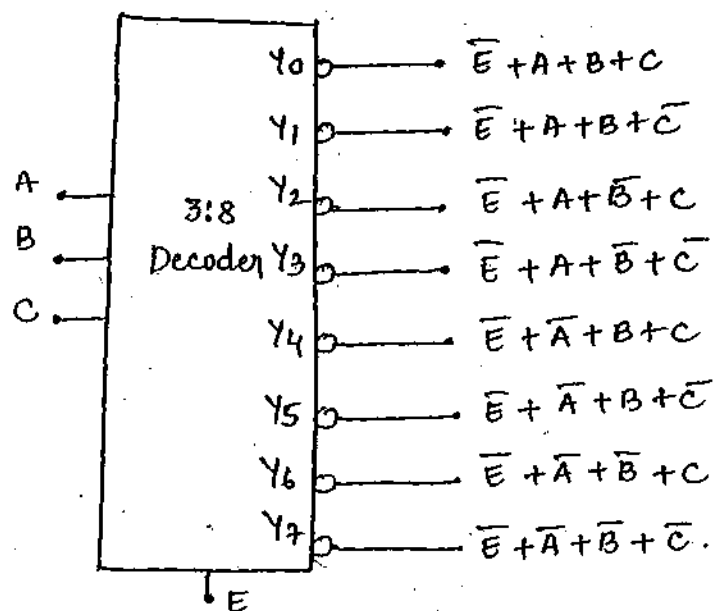 Y0 E̅ + A + B + C
Y1 E̅ + A + B + C̅
A
3:8 Y2 E̅ + A + B̅ + C
B
Decoder Y3 E̅ + A + B̅ + C̅
C
Y4 E̅ + A̅ + B + C
Y5 E̅ + A̅ + B + C̅
Y6 E̅ + A̅ + B̅ + C
Y7 E̅ + A̅ + B̅ + C̅.
E